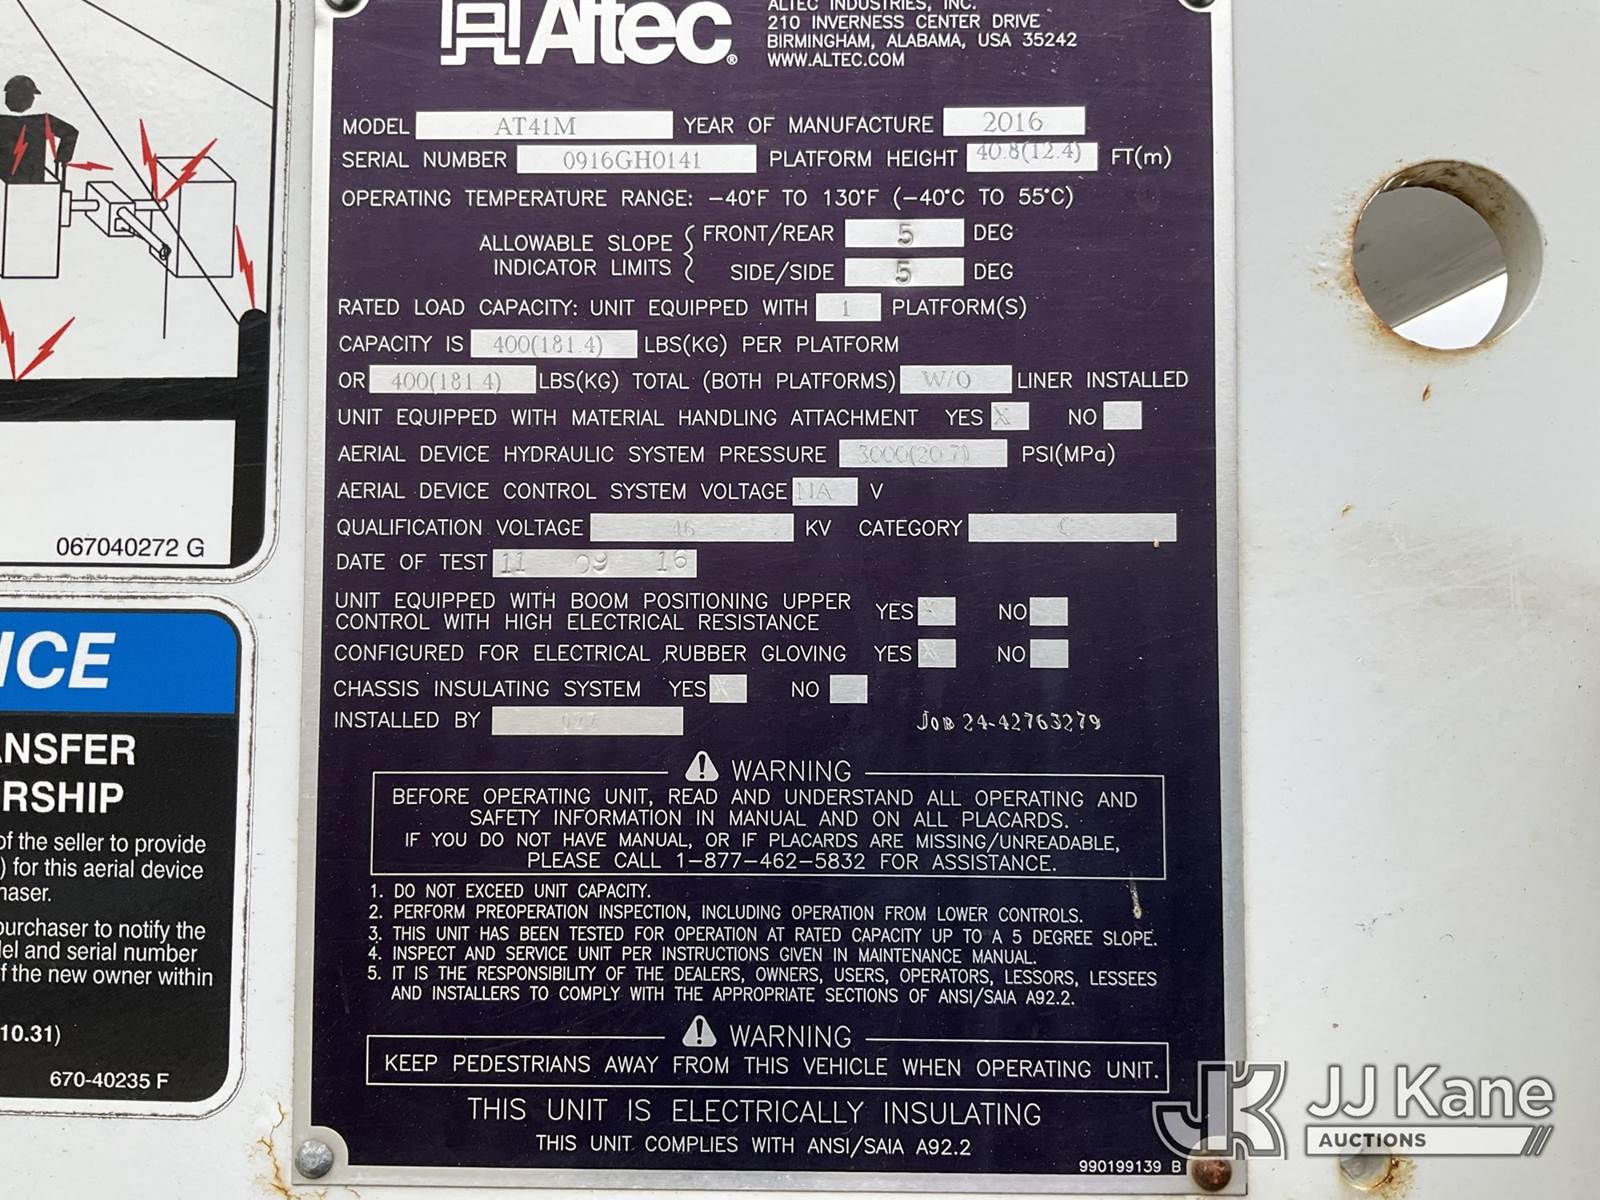 Altec®
ALTEC INDUSTRIES, INC.
210 INVERNESS CENTER DRIVE
BIRMINGHAM, ALABAMA, USA 35242
WWW.ALTEC.COM
MODEL AT41M YEAR OF MANUFACTURE 2016
SERIAL NUMBER 0916GH0141 PLATFORM HEIGHT 40.8(12.4) FT(m)
OPERATING TEMPERATURE RANGE: -40°F TO 130°F (-40°C TO 55°C)
ALLOWABLE SLOPE INDICATOR LIMITS { FRONT/REAR 5 DEG
SIDE/SIDE 5 DEG
RATED LOAD CAPACITY: UNIT EQUIPPED WITH 1 PLATFORM(S)
CAPACITY IS 400(181.4) LBS(KG) PER PLATFORM
OR 400(181.4) LBS(KG) TOTAL (BOTH PLATFORMS) W/O LINER INSTALLED
UNIT EQUIPPED WITH MATERIAL HANDLING ATTACHMENT YES X NO
AERIAL DEVICE HYDRAULIC SYSTEM PRESSURE 3000(20.7) PSI(MPa)
AERIAL DEVICE CONTROL SYSTEM VOLTAGE NA V
QUALIFICATION VOLTAGE 46 KV CATEGORY C
DATE OF TEST 11 09 16
UNIT EQUIPPED WITH BOOM POSITIONING UPPER
CONTROL WITH HIGH ELECTRICAL RESISTANCE YES X NO
CONFIGURED FOR ELECTRICAL RUBBER GLOVING YES X NO
CHASSIS INSULATING SYSTEM YES X NO
INSTALLED BY
JOB 24-42763279
WARNING
BEFORE OPERATING UNIT, READ AND UNDERSTAND ALL OPERATING AND
SAFETY INFORMATION IN MANUAL AND ON ALL PLACARDS.
IF YOU DO NOT HAVE MANUAL, OR IF PLACARDS ARE MISSING/UNREADABLE,
PLEASE CALL 1-877-462-5832 FOR ASSISTANCE.
1. DO NOT EXCEED UNIT CAPACITY.
2. PERFORM PREOPERATION INSPECTION, INCLUDING OPERATION FROM LOWER CONTROLS.
3. THIS UNIT HAS BEEN TESTED FOR OPERATION AT RATED CAPACITY UP TO A 5 DEGREE SLOPE.
4. INSPECT AND SERVICE UNIT PER INSTRUCTIONS GIVEN IN MAINTENANCE MANUAL.
5. IT IS THE RESPONSIBILITY OF THE DEALERS, OWNERS, USERS, OPERATORS, LESSORS, LESSEES
AND INSTALLERS TO COMPLY WITH THE APPROPRIATE SECTIONS OF ANSI/SAIA A92.2.
WARNING
KEEP PEDESTRIANS AWAY FROM THIS VEHICLE WHEN OPERATING UNIT.
THIS UNIT IS ELECTRICALLY INSULATING
THIS UNIT COMPLIES WITH ANSI/SAIA A92.2
990199139 B
067040272 G
ICE
ANSFER
RSHIP
of the seller to provide
) for this aerial device
haser.
purchaser to notify the
el and serial number
f the new owner within
10.31)
670-40235 F
JK JJ Kane
AUCTIONS